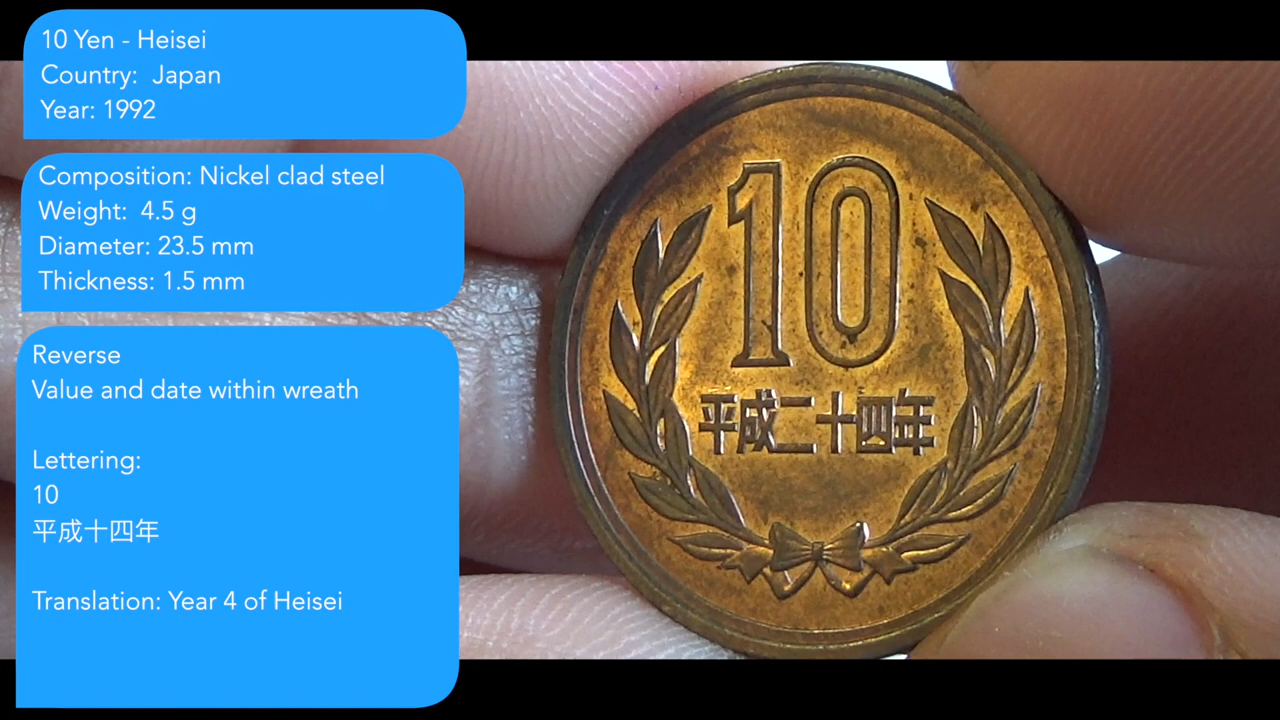 10 Yen - Heisei
Country: Japan
Year: 1992
Composition: Nickel clad steel
Weight: 4.5 g
Diameter: 23.5 mm
Thickness: 1.5 mm
Reverse
Value and date within wreath
Lettering:
10
平成十四年
Translation: Year 4 of Heisei
10
平成二十四年